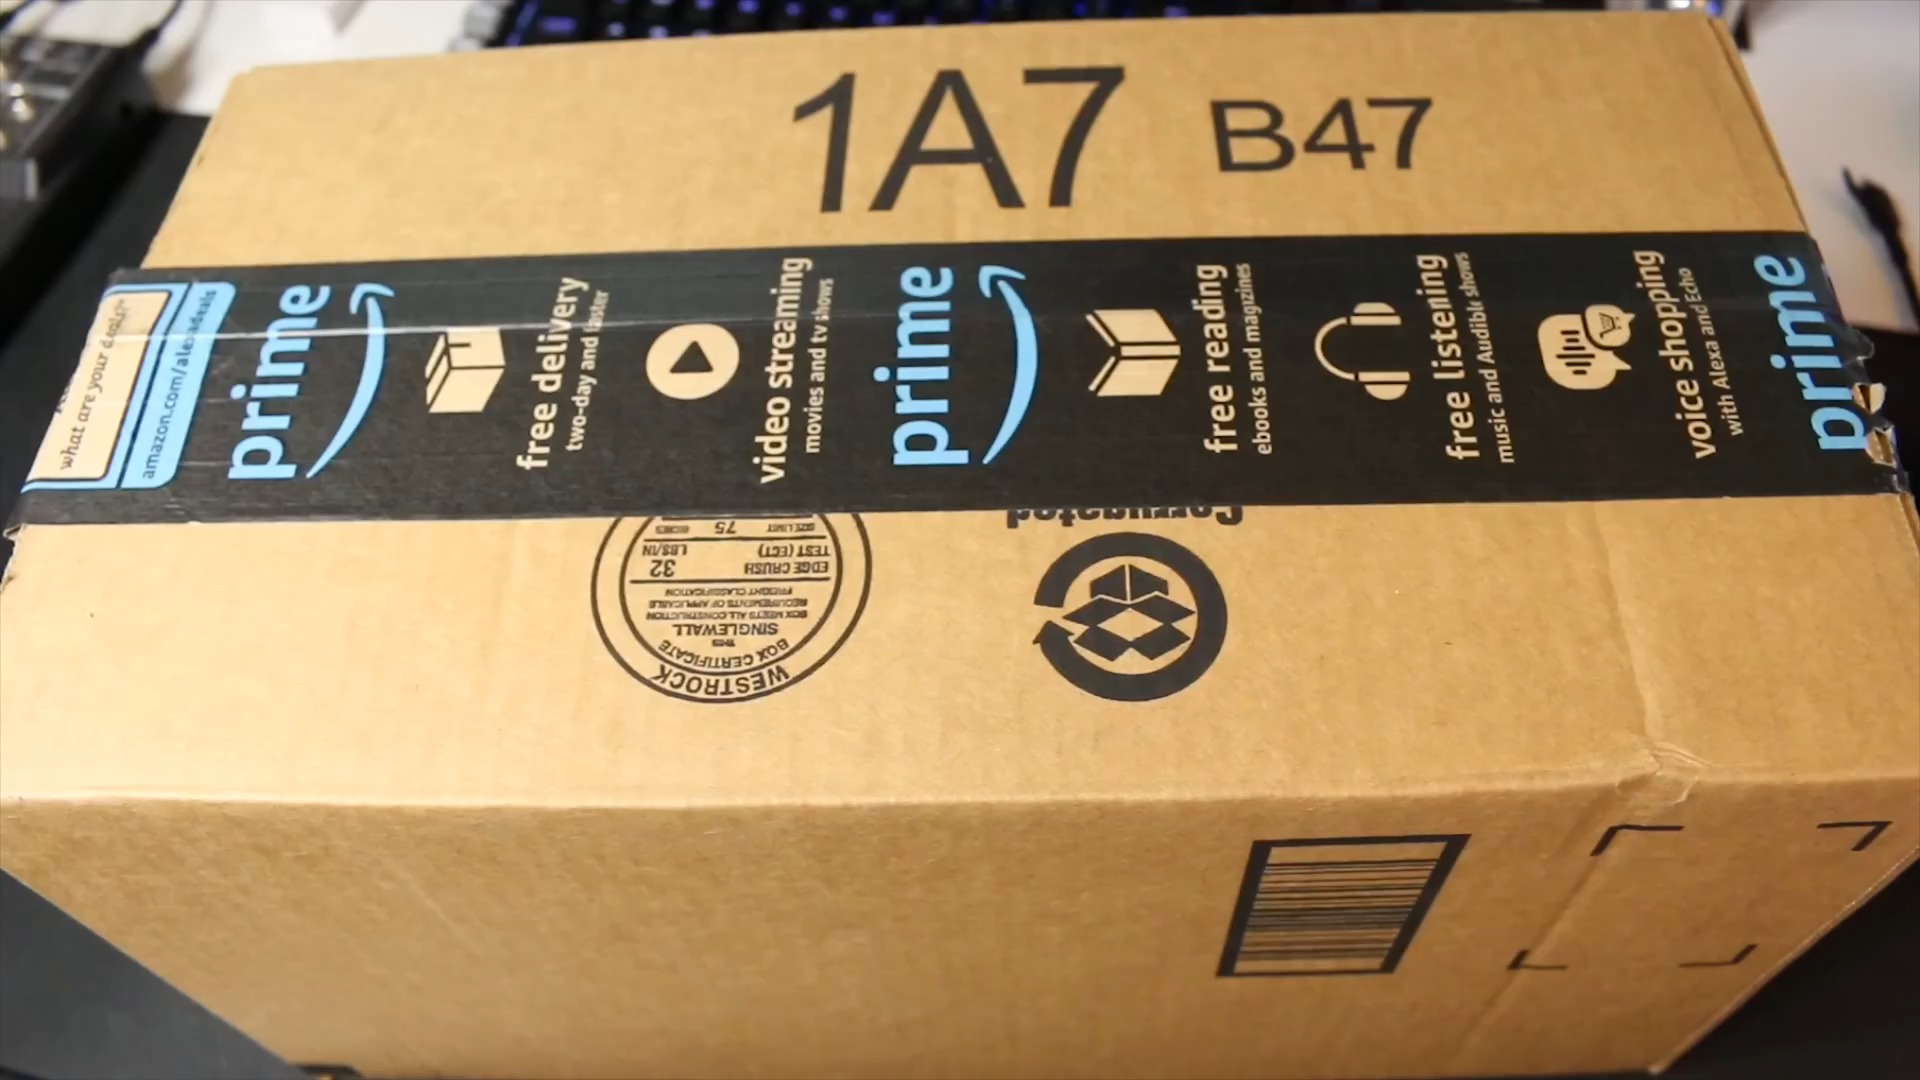 1A7 B47
what are your deals?"
amazon.com/alexadeals
prime
free delivery
two-day and faster
video streaming
movies and tv shows
prime
free reading
ebooks and magazines
free listening
music and Audible shows
voice shopping
with Alexa and Echo
prime
Corrugated
WESTROCK
BOX CERTIFICATE
THIS
SINGLEWALL
BOX MEETS ALL CONSTRUCTION
REQUIREMENTS OF APPLICABLE
FREIGHT CLASSIFICATION
EDGE CRUSH
TEST (ECT)
32
LBS/IN
SIZE LIMIT
75
INCHES